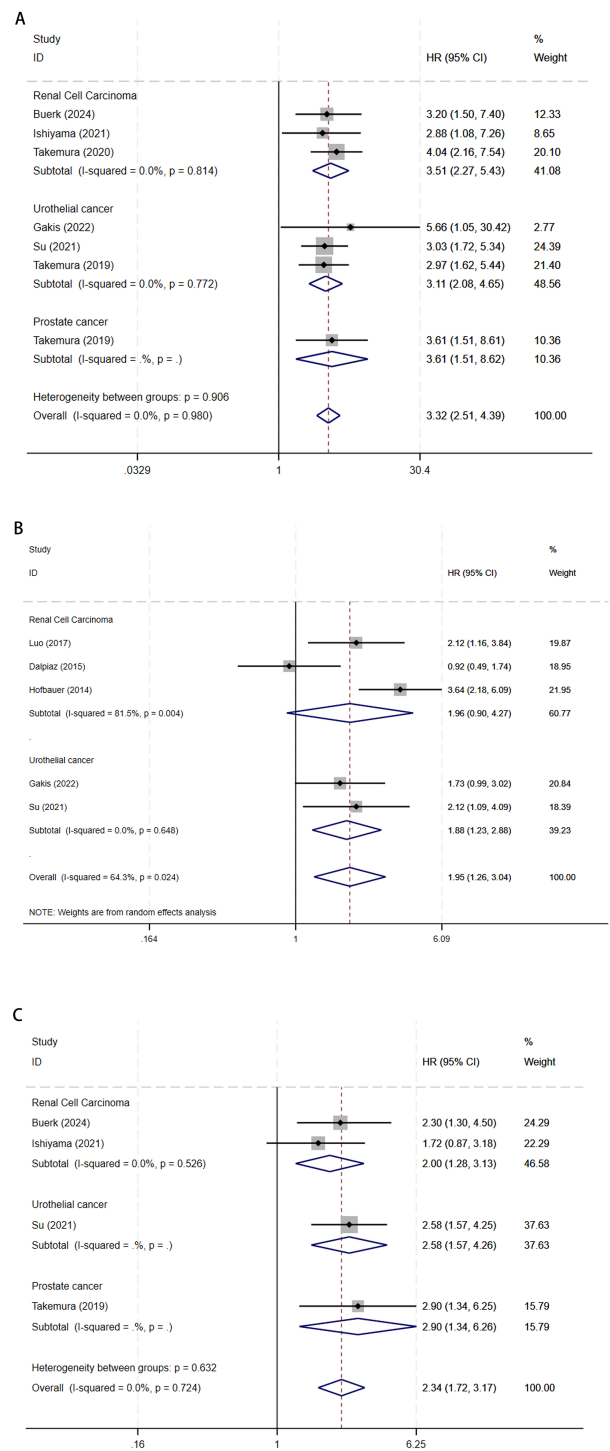 A
Study %
ID HR (95% CI) Weight
Renal Cell Carcinoma
Buerk (2024) 3.20 (1.50, 7.40) 12.33
Ishiyama (2021) 2.88 (1.08, 7.26) 8.65
Takemura (2020) 4.04 (2.16, 7.54) 20.10
Subtotal (I-squared = 0.0%, p = 0.814) 3.51 (2.27, 5.43) 41.08
Urothelial cancer
Gakis (2022) 5.66 (1.05, 30.42) 2.77
Su (2021) 3.03 (1.72, 5.34) 24.39
Takemura (2019) 2.97 (1.62, 5.44) 21.40
Subtotal (I-squared = 0.0%, p = 0.772) 3.11 (2.08, 4.65) 48.56
Prostate cancer
Takemura (2019) 3.61 (1.51, 8.61) 10.36
Subtotal (I-squared = .%, p = .) 3.61 (1.51, 8.62) 10.36
Heterogeneity between groups: p = 0.906
Overall (I-squared = 0.0%, p = 0.980) 3.32 (2.51, 4.39) 100.00
.0329 1 30.4
B
Study %
ID HR (95% CI) Weight
Renal Cell Carcinoma
Luo (2017) 2.12 (1.16, 3.84) 19.87
Dalpiaz (2015) 0.92 (0.49, 1.74) 18.95
Hofbauer (2014) 3.64 (2.18, 6.09) 21.95
Subtotal (I-squared = 81.5%, p = 0.004) 1.96 (0.90, 4.27) 60.77
.
Urothelial cancer
Gakis (2022) 1.73 (0.99, 3.02) 20.84
Su (2021) 2.12 (1.09, 4.09) 18.39
Subtotal (I-squared = 0.0%, p = 0.648) 1.88 (1.23, 2.88) 39.23
.
Overall (I-squared = 64.3%, p = 0.024) 1.95 (1.26, 3.04) 100.00
NOTE: Weights are from random effects analysis
.164 1 6.09
C
Study %
ID HR (95% CI) Weight
Renal Cell Carcinoma
Buerk (2024) 2.30 (1.30, 4.50) 24.29
Ishiyama (2021) 1.72 (0.87, 3.18) 22.29
Subtotal (I-squared = 0.0%, p = 0.526) 2.00 (1.28, 3.13) 46.58
Urothelial cancer
Su (2021) 2.58 (1.57, 4.25) 37.63
Subtotal (I-squared = .%, p = .) 2.58 (1.57, 4.26) 37.63
Prostate cancer
Takemura (2019) 2.90 (1.34, 6.25) 15.79
Subtotal (I-squared = .%, p = .) 2.90 (1.34, 6.26) 15.79
Heterogeneity between groups: p = 0.632
Overall (I-squared = 0.0%, p = 0.724) 2.34 (1.72, 3.17) 100.00
.16 1 6.25